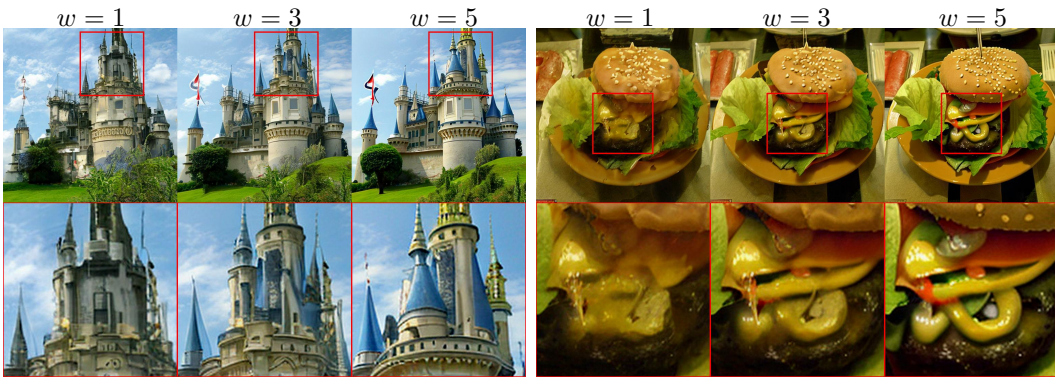 w = 1
w = 3
w = 5
w = 1
w = 3
w = 5